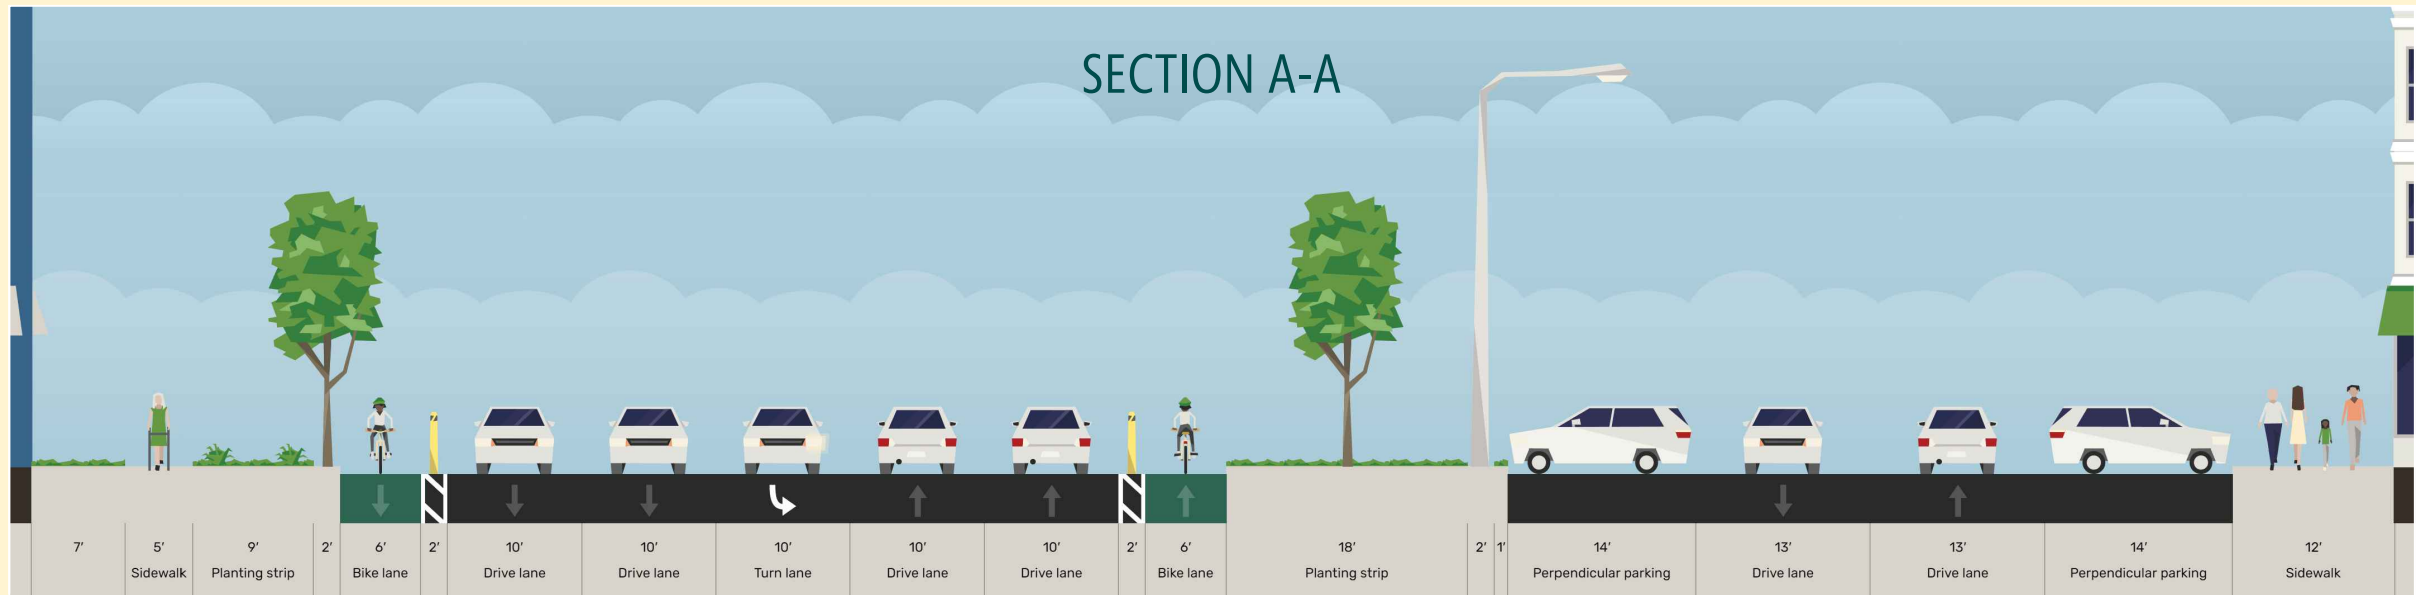 SECTION A-A
7' 5' 9' 2' 6' 2' 10' 10' 10' 10' 10' 2' 6' 18' 2' 1' 14' 13' 13' 14' 12'
Sidewalk Planting strip Bike lane Drive lane Drive lane Turn lane Drive lane Drive lane Bike lane Planting strip Perpendicular parking Drive lane Drive lane Perpendicular parking Sidewalk